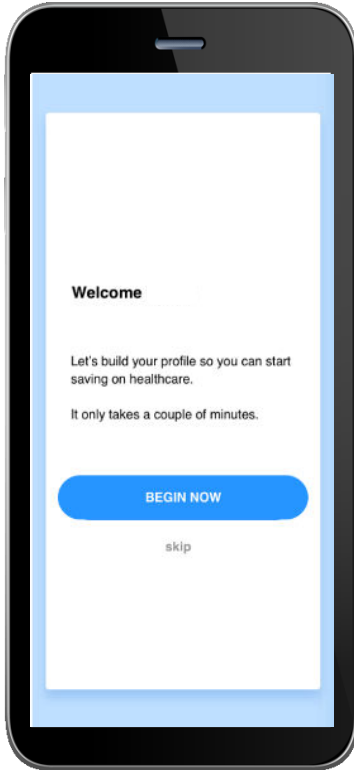 Welcome
Let's build your profile so you can start
saving on healthcare.
It only takes a couple of minutes.
BEGIN NOW
skip